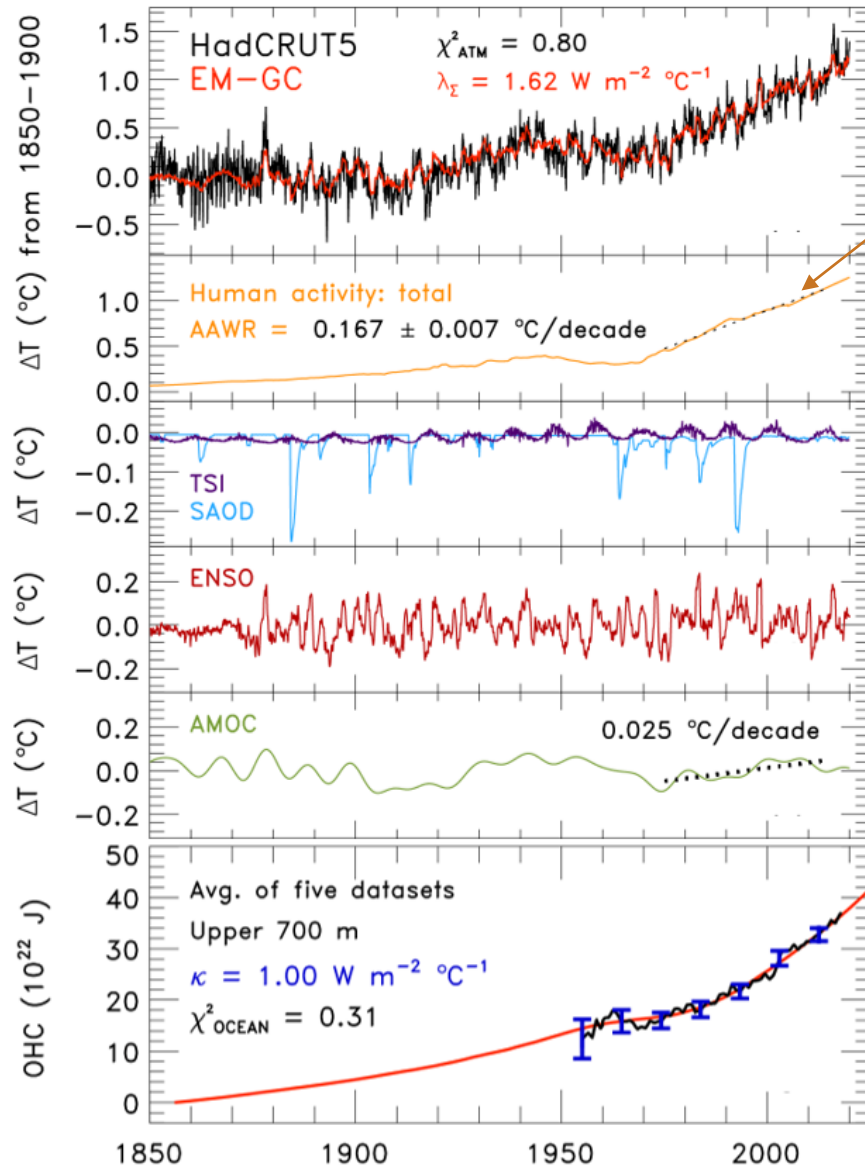 ΔT (°C) from 1850−1900
1.5
1.0
0.5
0.0
−0.5
HadCRUT5
χ²ATM = 0.80
EM−GC
λΣ = 1.62 W m⁻² °C⁻¹
1.0
0.5
0.0
Human activity: total
AAWR = 0.167 ± 0.007 °C/decade
ΔT (°C)
0.0
−0.1
−0.2
TSI
SAOD
ΔT (°C)
0.2
0.0
−0.2
ENSO
ΔT (°C)
0.2
0.0
−0.2
AMOC
0.025 °C/decade
OHC (10²² J)
50
40
30
20
10
0
Avg. of five datasets
Upper 700 m
κ = 1.00 W m⁻² °C⁻¹
χ²OCEAN = 0.31
1850 1900 1950 2000